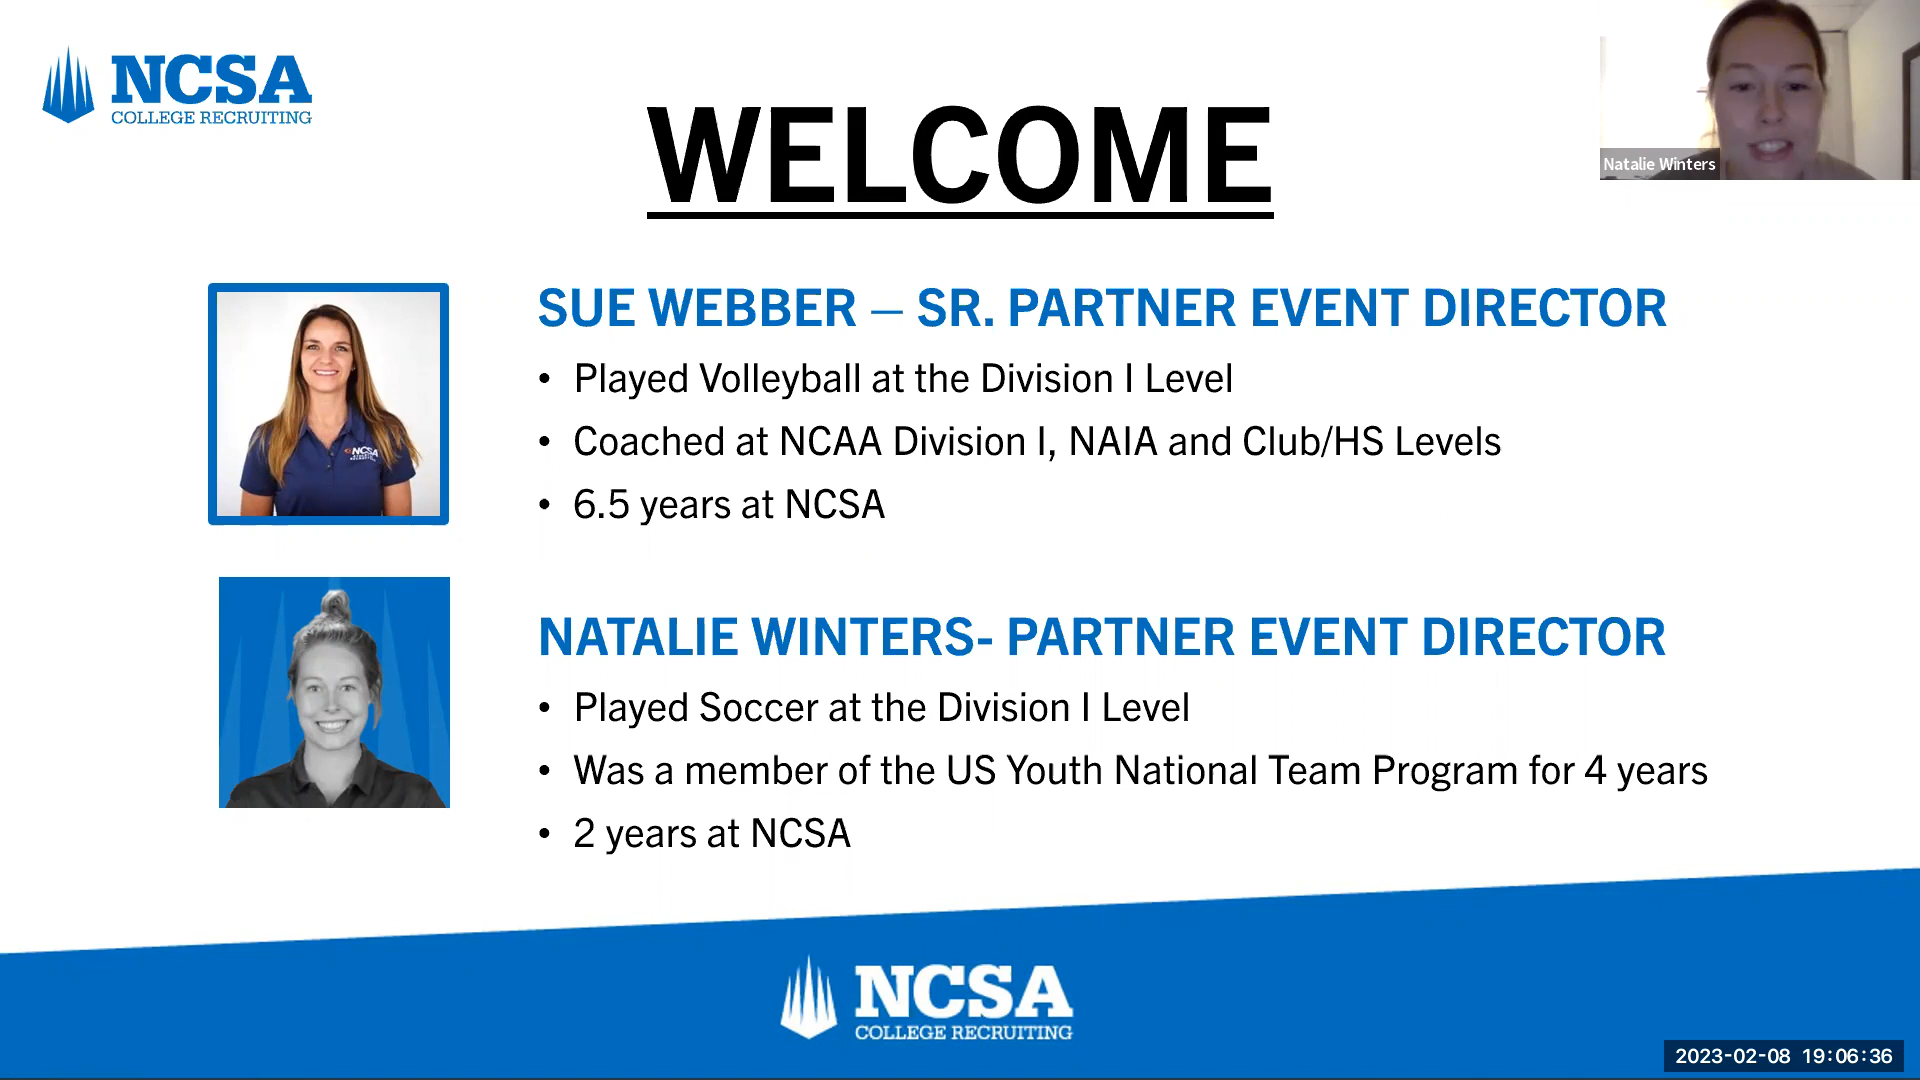 NCSA
COLLEGE RECRUITING
WELCOME
Natalie Winters
SUE WEBBER – SR. PARTNER EVENT DIRECTOR
• Played Volleyball at the Division I Level
• Coached at NCAA Division I, NAIA and Club/HS Levels
• 6.5 years at NCSA
NCSA
NATALIE WINTERS- PARTNER EVENT DIRECTOR
• Played Soccer at the Division I Level
• Was a member of the US Youth National Team Program for 4 years
• 2 years at NCSA
NCSA
COLLEGE RECRUITING
2023-02-08 19:06:36